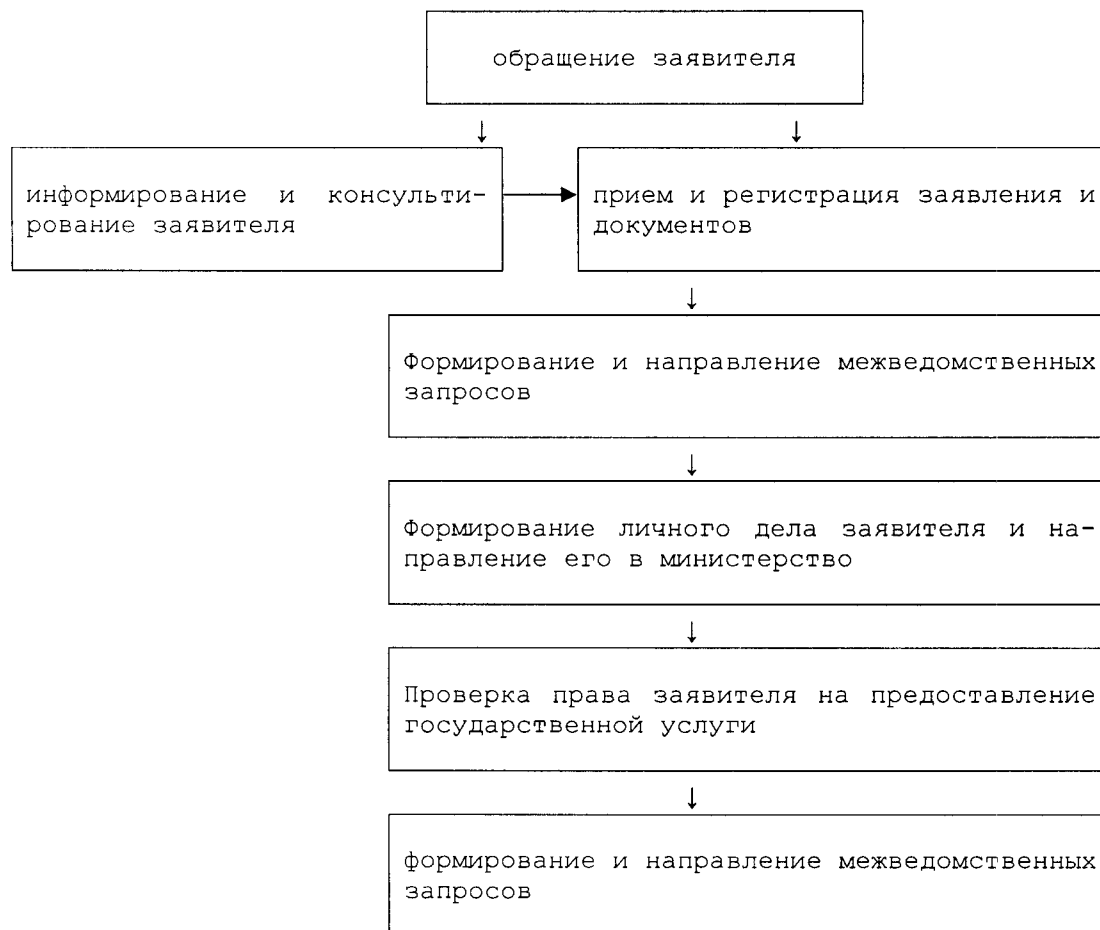 обращение заявителя
информирование и консульти-
рование заявителя
прием и регистрация заявления и
документов
Формирование и направление межведомственных
запросов
Формирование личного дела заявителя и на-
правление его в министерство
Проверка права заявителя на предоставление
государственной услуги
формирование и направление межведомственных
запросов